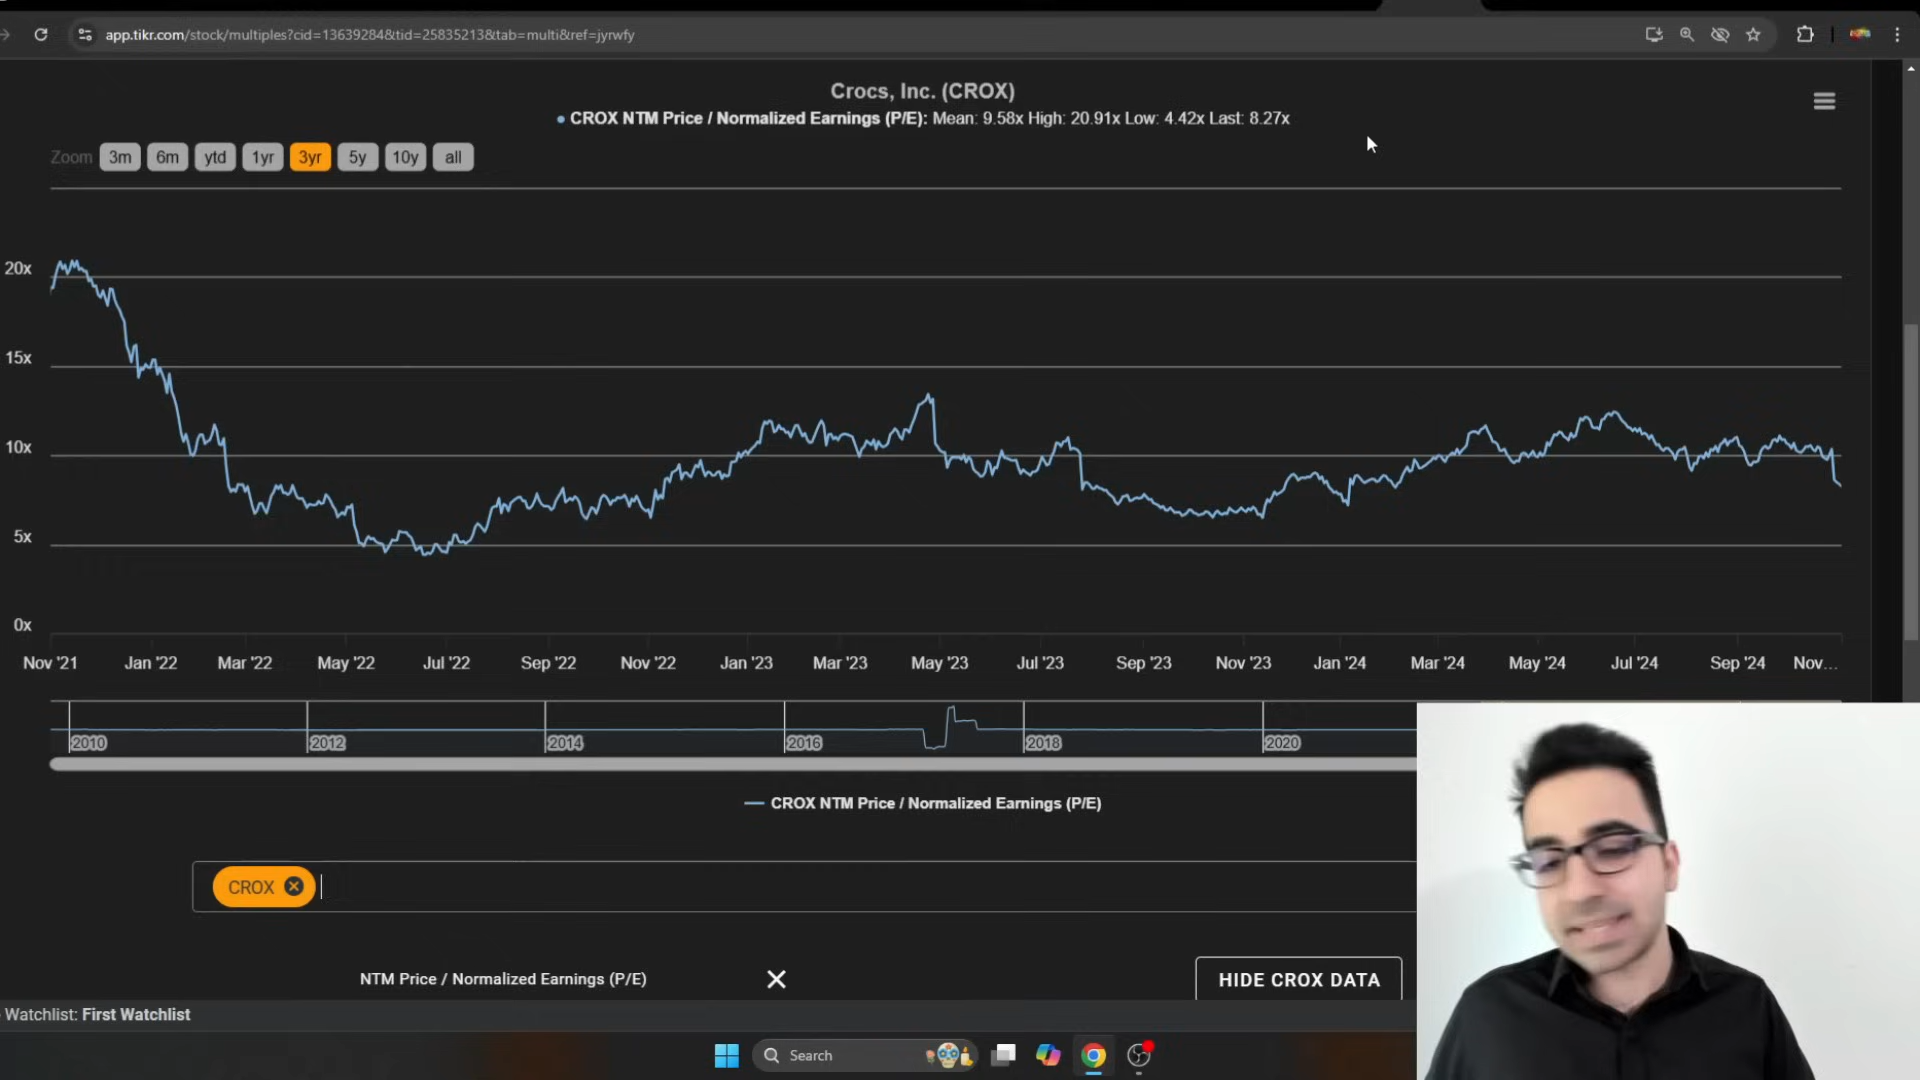 app.tikr.com/stock/multiples?cid=13639284&tid=25835213&tab=multi&ref=jyrwfy
Crocs, Inc. (CROX)
CROX NTM Price / Normalized Earnings (P/E): Mean: 9.58x High: 20.91x Low: 4.42x Last: 8.27x
Zoom 3m 6m ytd 1yr 3yr 5y 10y all
20x
15x
10x
5x
0x
Nov '21 Jan '22 Mar '22 May '22 Jul '22 Sep '22 Nov '22 Jan '23 Mar '23 May '23 Jul '23 Sep '23 Nov '23 Jan '24 Mar '24 May '24 Jul '24 Sep '24 Nov…
2010 2012 2014 2016 2018 2020
CROX NTM Price / Normalized Earnings (P/E)
CROX
NTM Price / Normalized Earnings (P/E)
HIDE CROX DATA
Watchlist: First Watchlist
Search